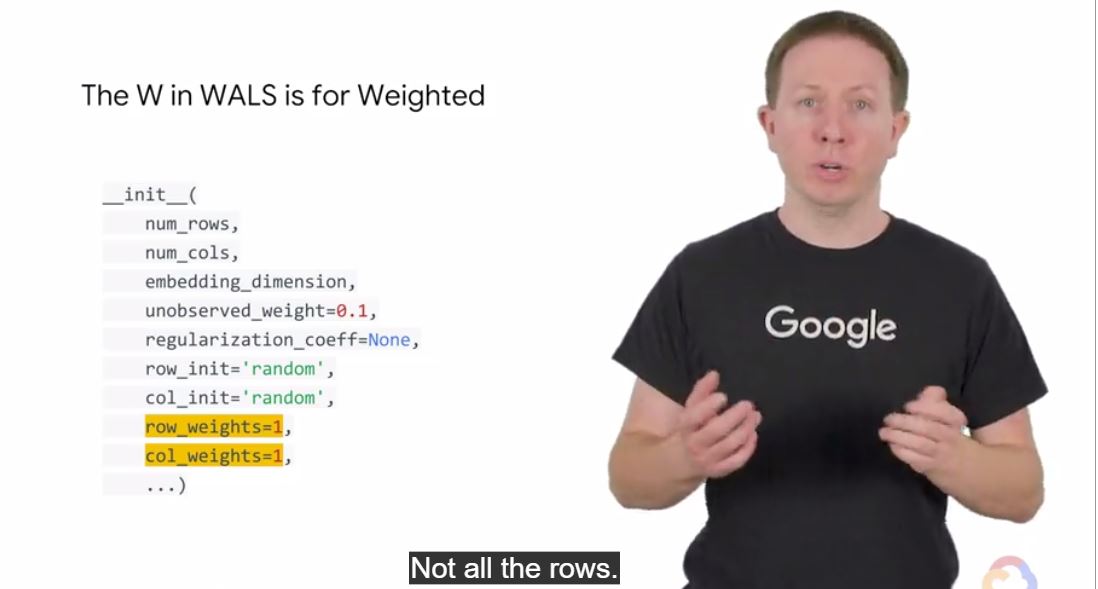 The W in WALS is for Weighted
__init__(
num_rows,
num_cols,
embedding_dimension,
unobserved_weight=0.1,
regularization_coeff=None,
row_init='random',
col_init='random',
row_weights=1,
col_weights=1,
...)
Google
Not all the rows.